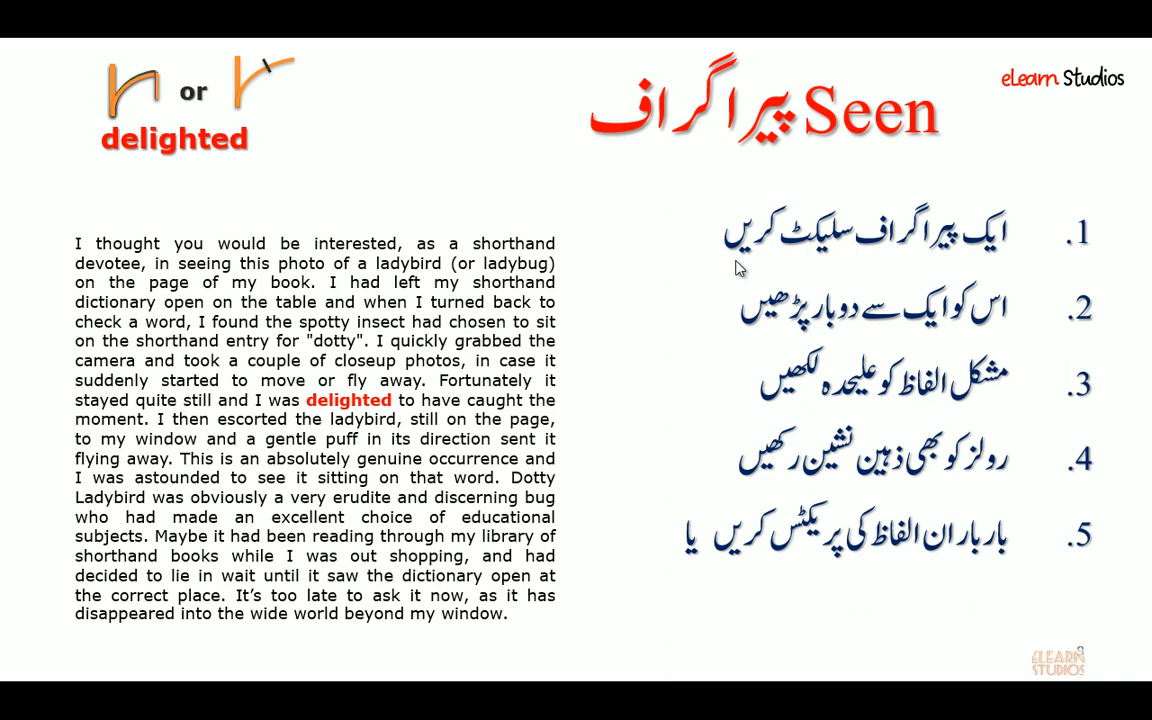 or
delighted
Seen پیراگراف
eLearn Studios
I thought you would be interested, as a shorthand
devotee, in seeing this photo of a ladybird (or ladybug)
on the page of my book. I had left my shorthand
dictionary open on the table and when I turned back to
check a word, I found the spotty insect had chosen to sit
on the shorthand entry for "dotty". I quickly grabbed the
camera and took a couple of closeup photos, in case it
suddenly started to move or fly away. Fortunately it
stayed quite still and I was delighted to have caught the
moment. I then escorted the ladybird, still on the page,
to my window and a gentle puff in its direction sent it
flying away. This is an absolutely genuine occurrence and
I was astounded to see it sitting on that word. Dotty
Ladybird was obviously a very erudite and discerning bug
who had made an excellent choice of educational
subjects. Maybe it had been reading through my library of
shorthand books while I was out shopping, and had
decided to lie in wait until it saw the dictionary open at
the correct place. It’s too late to ask it now, as it has
disappeared into the wide world beyond my window.
1. ایک پیراگراف سلیکٹ کریں
2. اس کو ایک سے دوبار پڑھیں
3. مشکل الفاظ کو علیحدہ لکھیں
4. رولز کو بھی ذہین نشین رکھیں
5. بار بار ان الفاظ کی پریکٹس کریں یا
9
ELEARN
STUDIOS